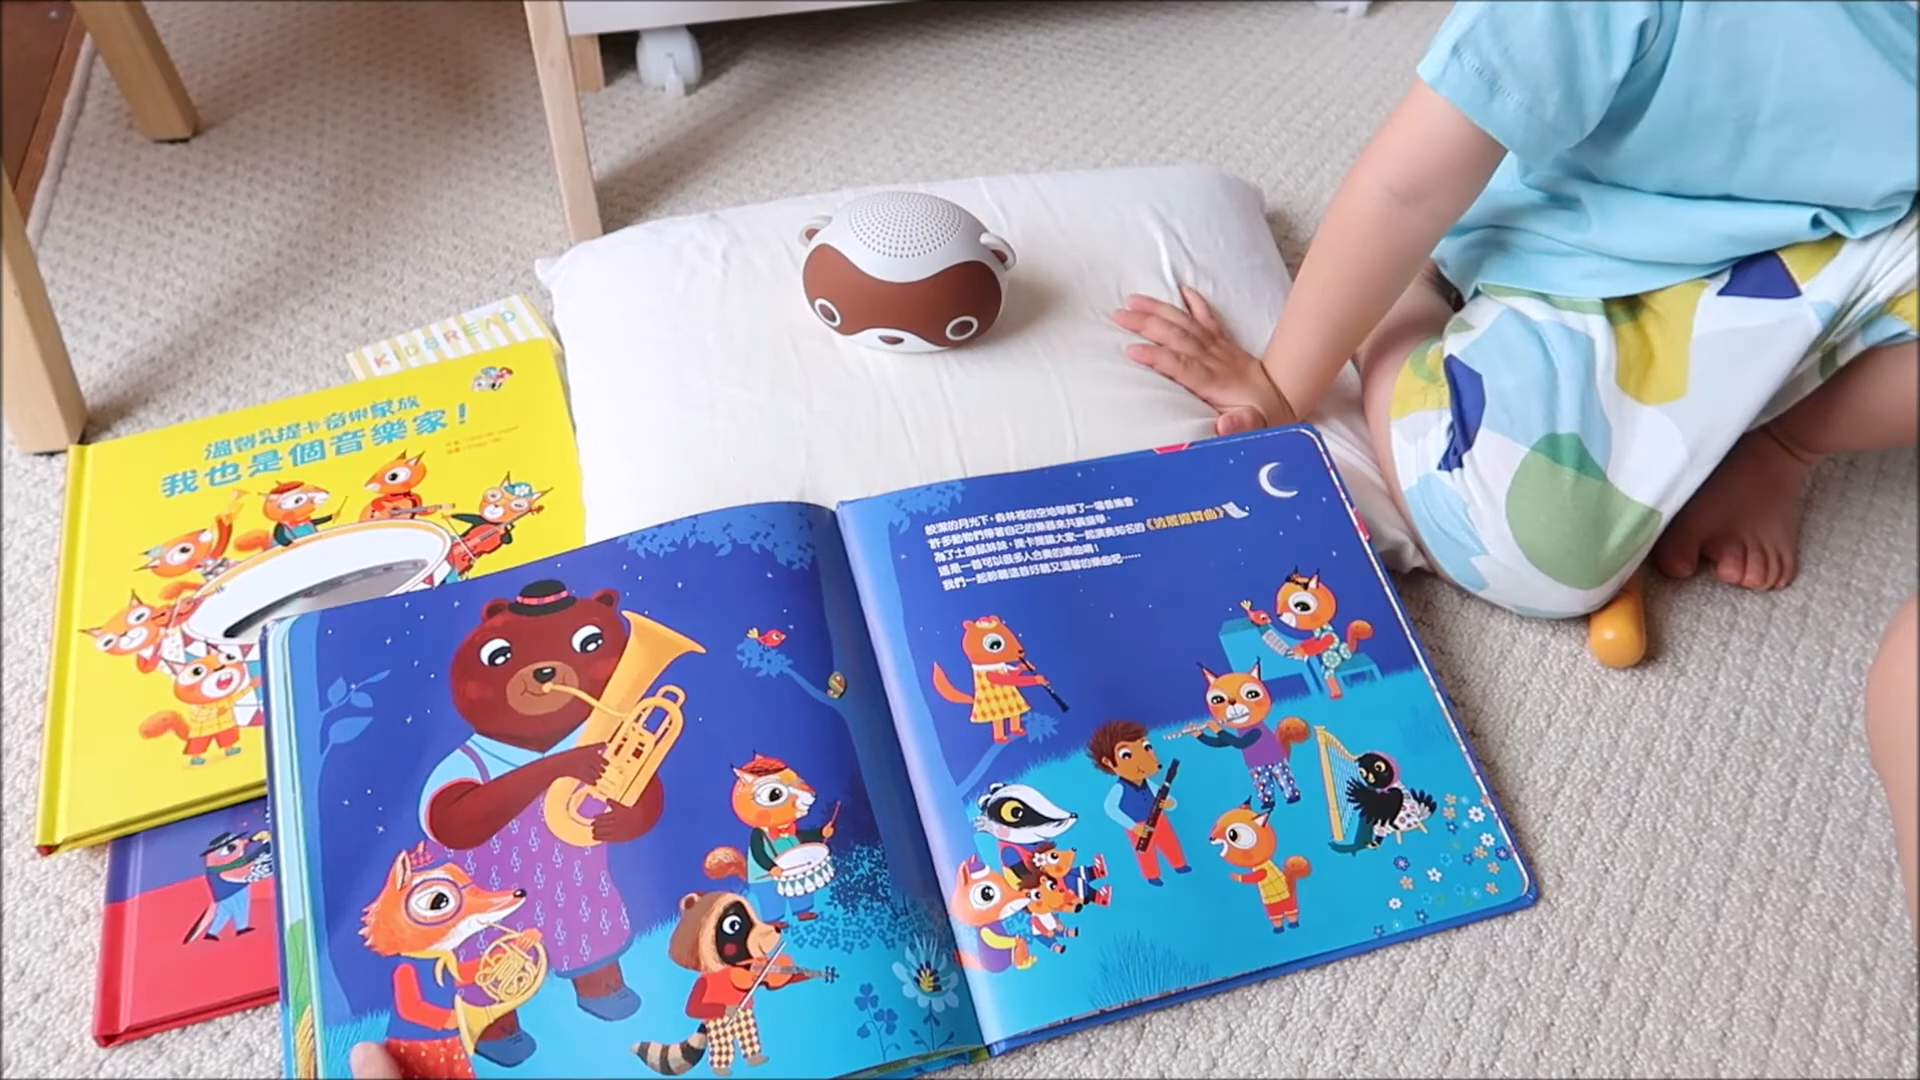 KIDSREAD
溫醇的提卡音樂家族
我也是個音樂家！
皎潔的月光下，森林裡的空地舉辦了一場音樂會。
許多動物們帶著自己的樂器來共襄盛舉。
為了土撥鼠妹妹，提卡邀請大家一起演奏知名的《波麗露舞曲》
這是一首可以很多人合奏的樂曲唷！
我們一起聆聽這首好聽又溫馨的樂曲吧……